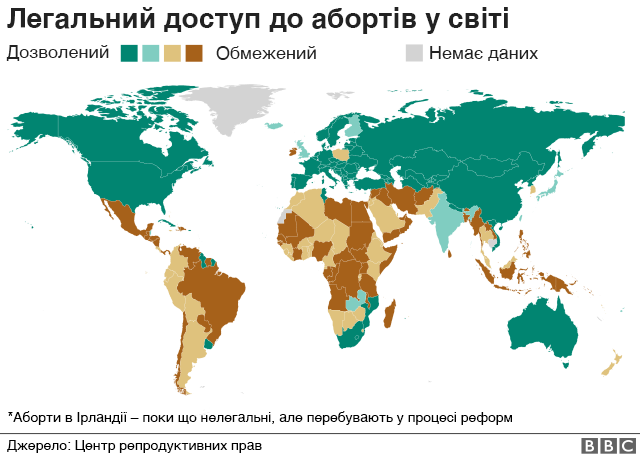 Легальний доступ до абортів у світі
Дозволений Обмежений Немає даних
*Аборти в Ірландії – поки що нелегальні, але перебувають у процесі реформ
Джерело: Центр репродуктивних прав BBC